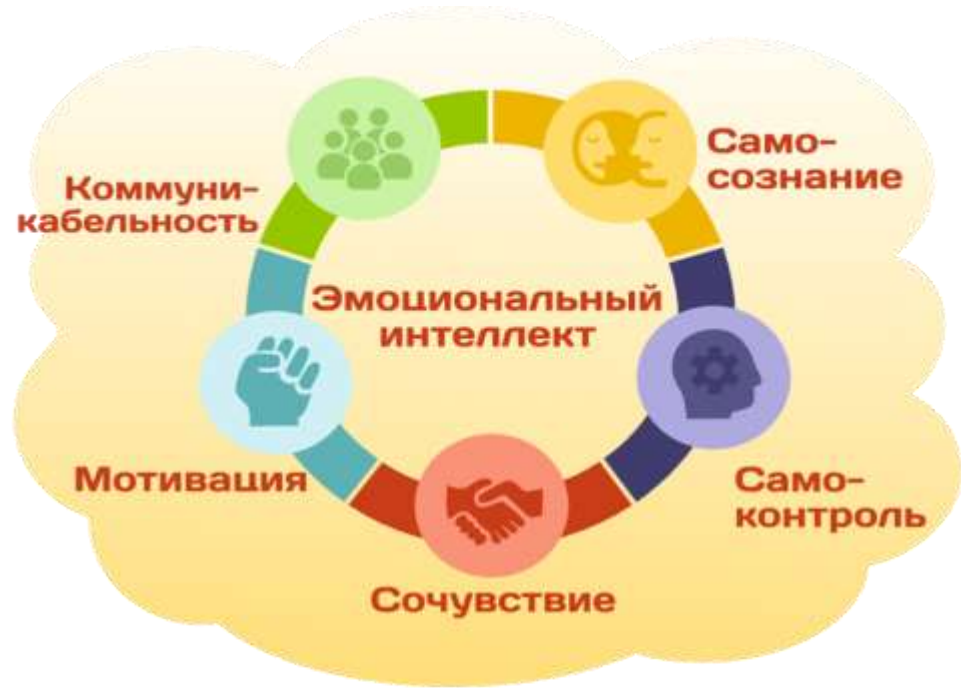 Само-
сознание
Коммуни-
кабельность
Эмоциональный
интеллект
Мотивация
Само-
контроль
Сочувствие